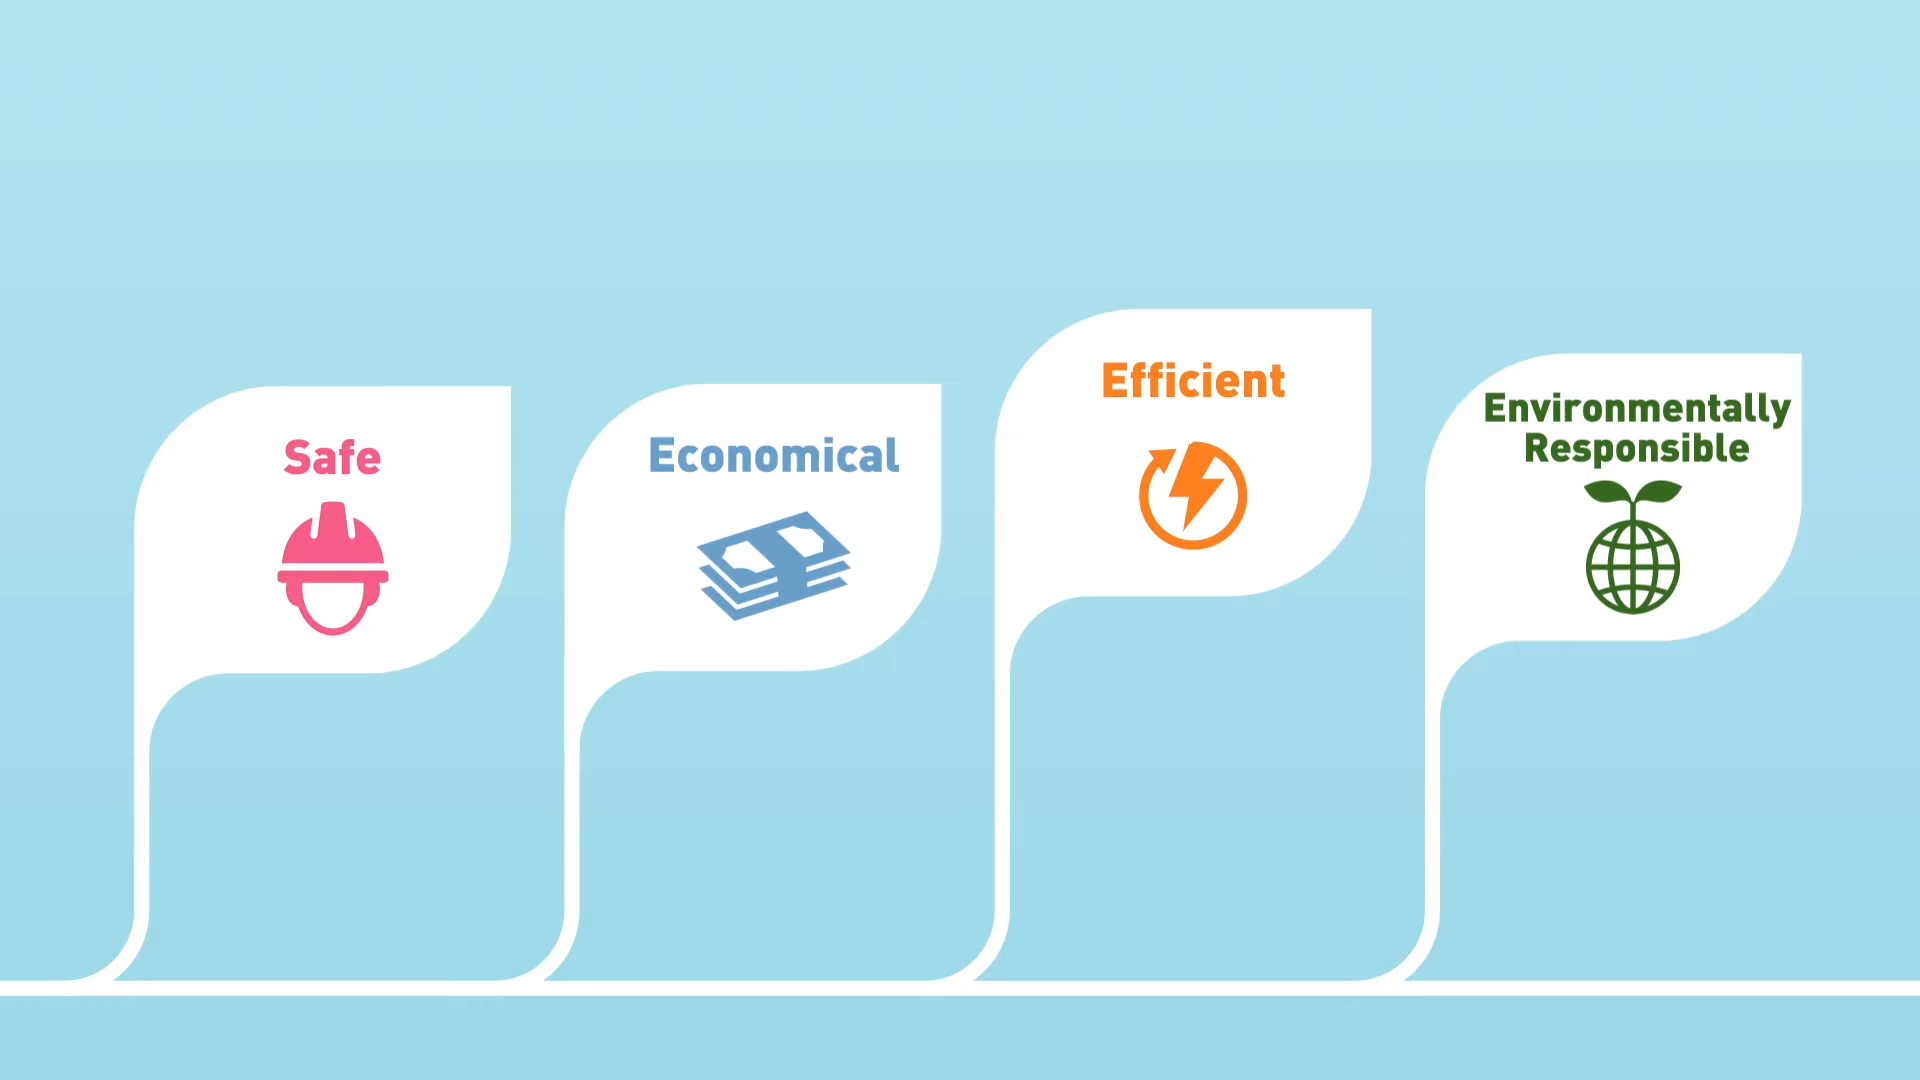 Safe
Economical
Efficient
Environmentally
Responsible